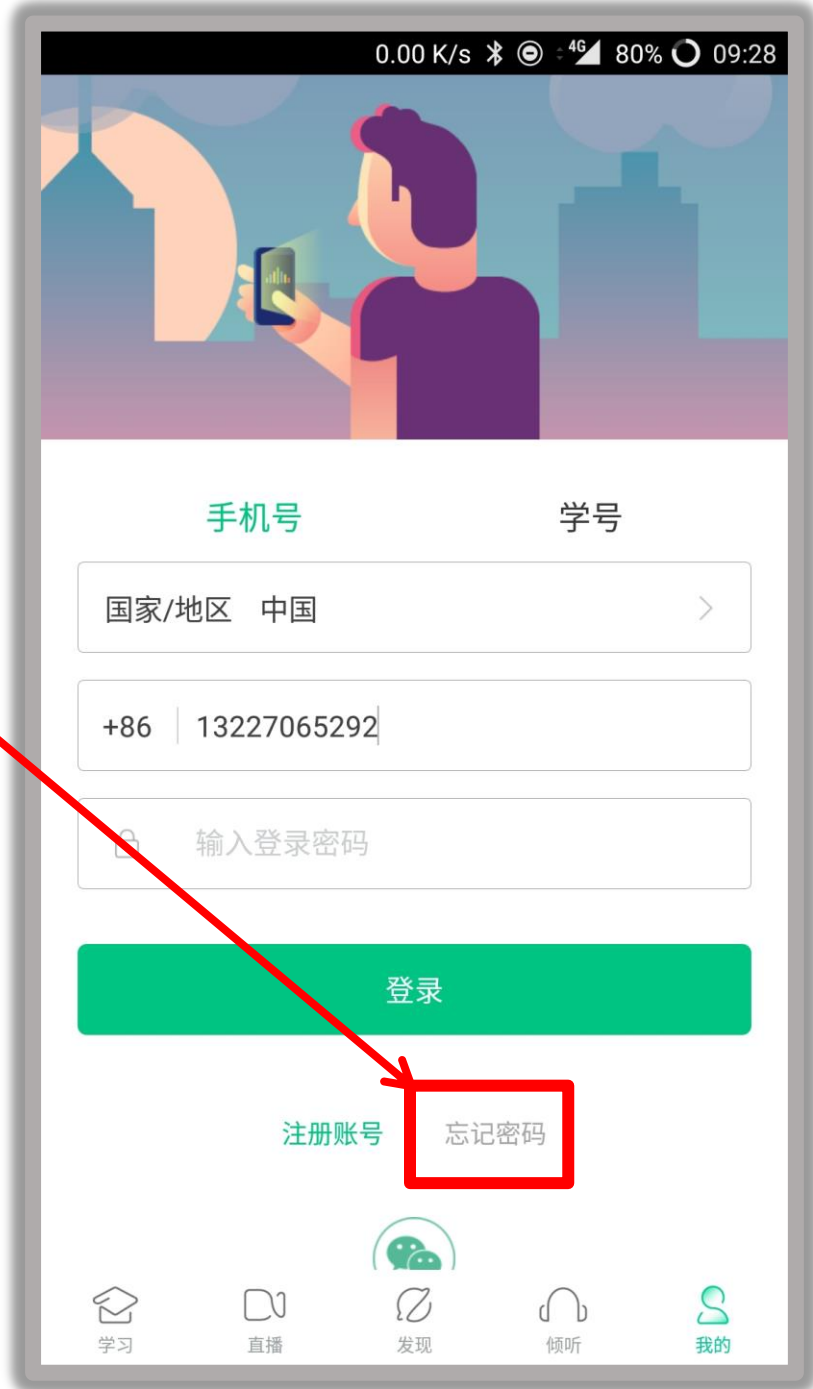 0.00 K/s 4G 80% 09:28
手机号 学号
国家/地区 中国
+86 13227065292
输入登录密码
登录
注册账号 忘记密码
学习 直播 发现 倾听 我的